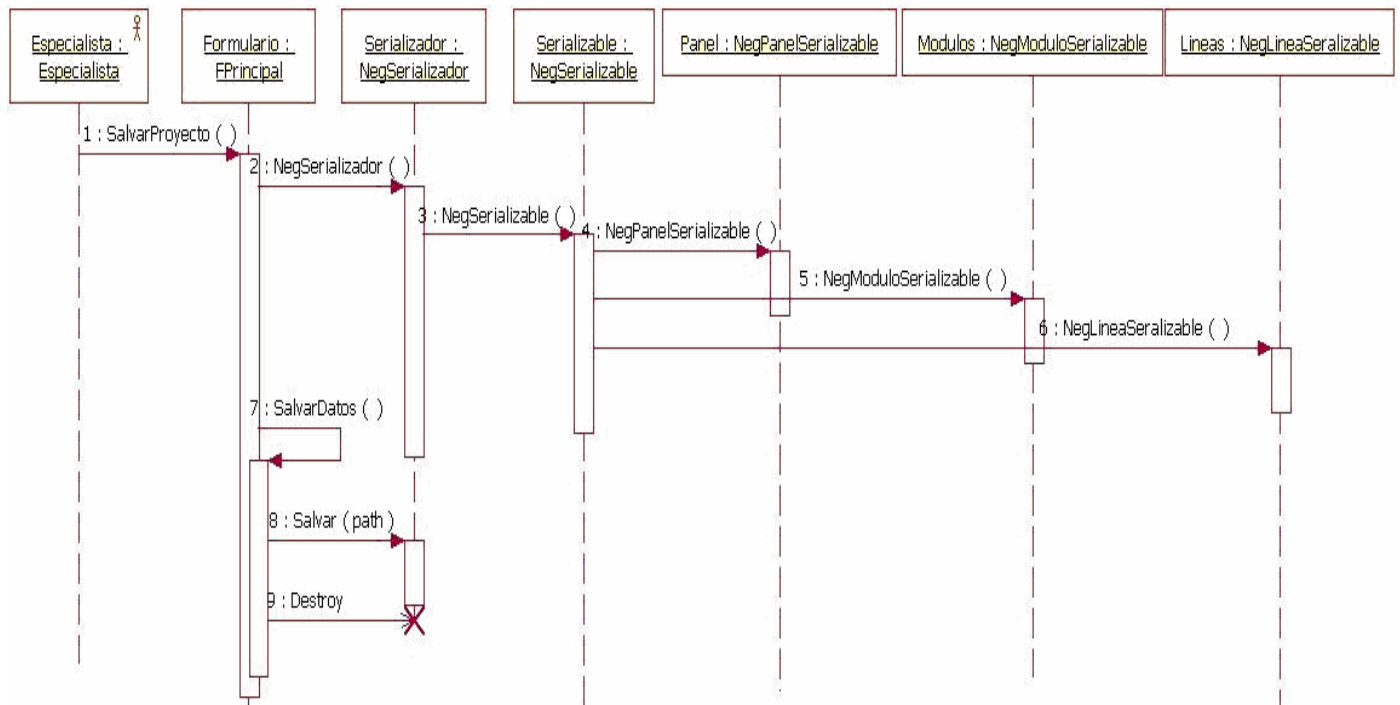 Especialista :
Especialista
Formulario :
FPrincipal
Serializador :
NegSerializador
Serializable :
NegSerializable
Panel : NegPanelSerializable
Modulos : NegModuloSerializable
Lineas : NegLineaSeralizable
1 : SalvarProyecto ( )
2 : NegSerializador ( )
3 : NegSerializable ( )
4 : NegPanelSerializable ( )
5 : NegModuloSerializable ( )
6 : NegLineaSeralizable ( )
7 : SalvarDatos ( )
8 : Salvar ( path )
9 : Destroy